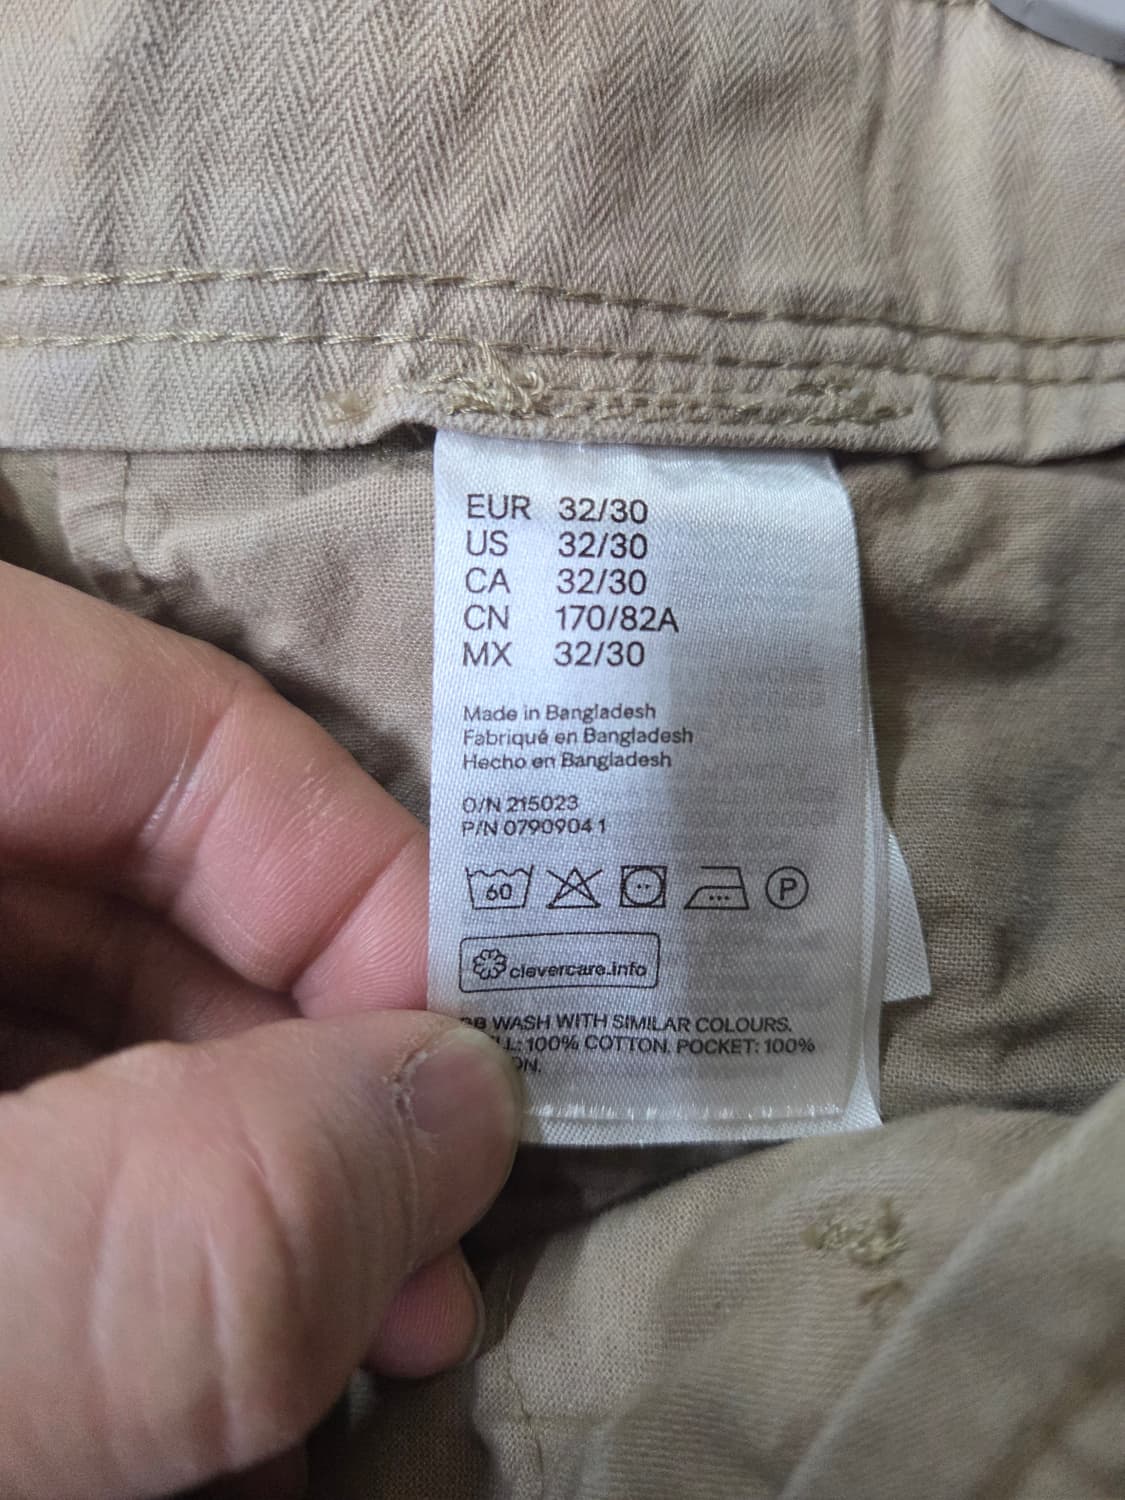 EUR 32/30
US 32/30
CA 32/30
CN 170/82A
MX 32/30
Made in Bangladesh
Fabriqué en Bangladesh
Hecho en Bangladesh
O/N 215023
P/N 0790904 1
60
P
clevercare.info
WASH WITH SIMILAR COLOURS.
100% COTTON. POCKET: 100%